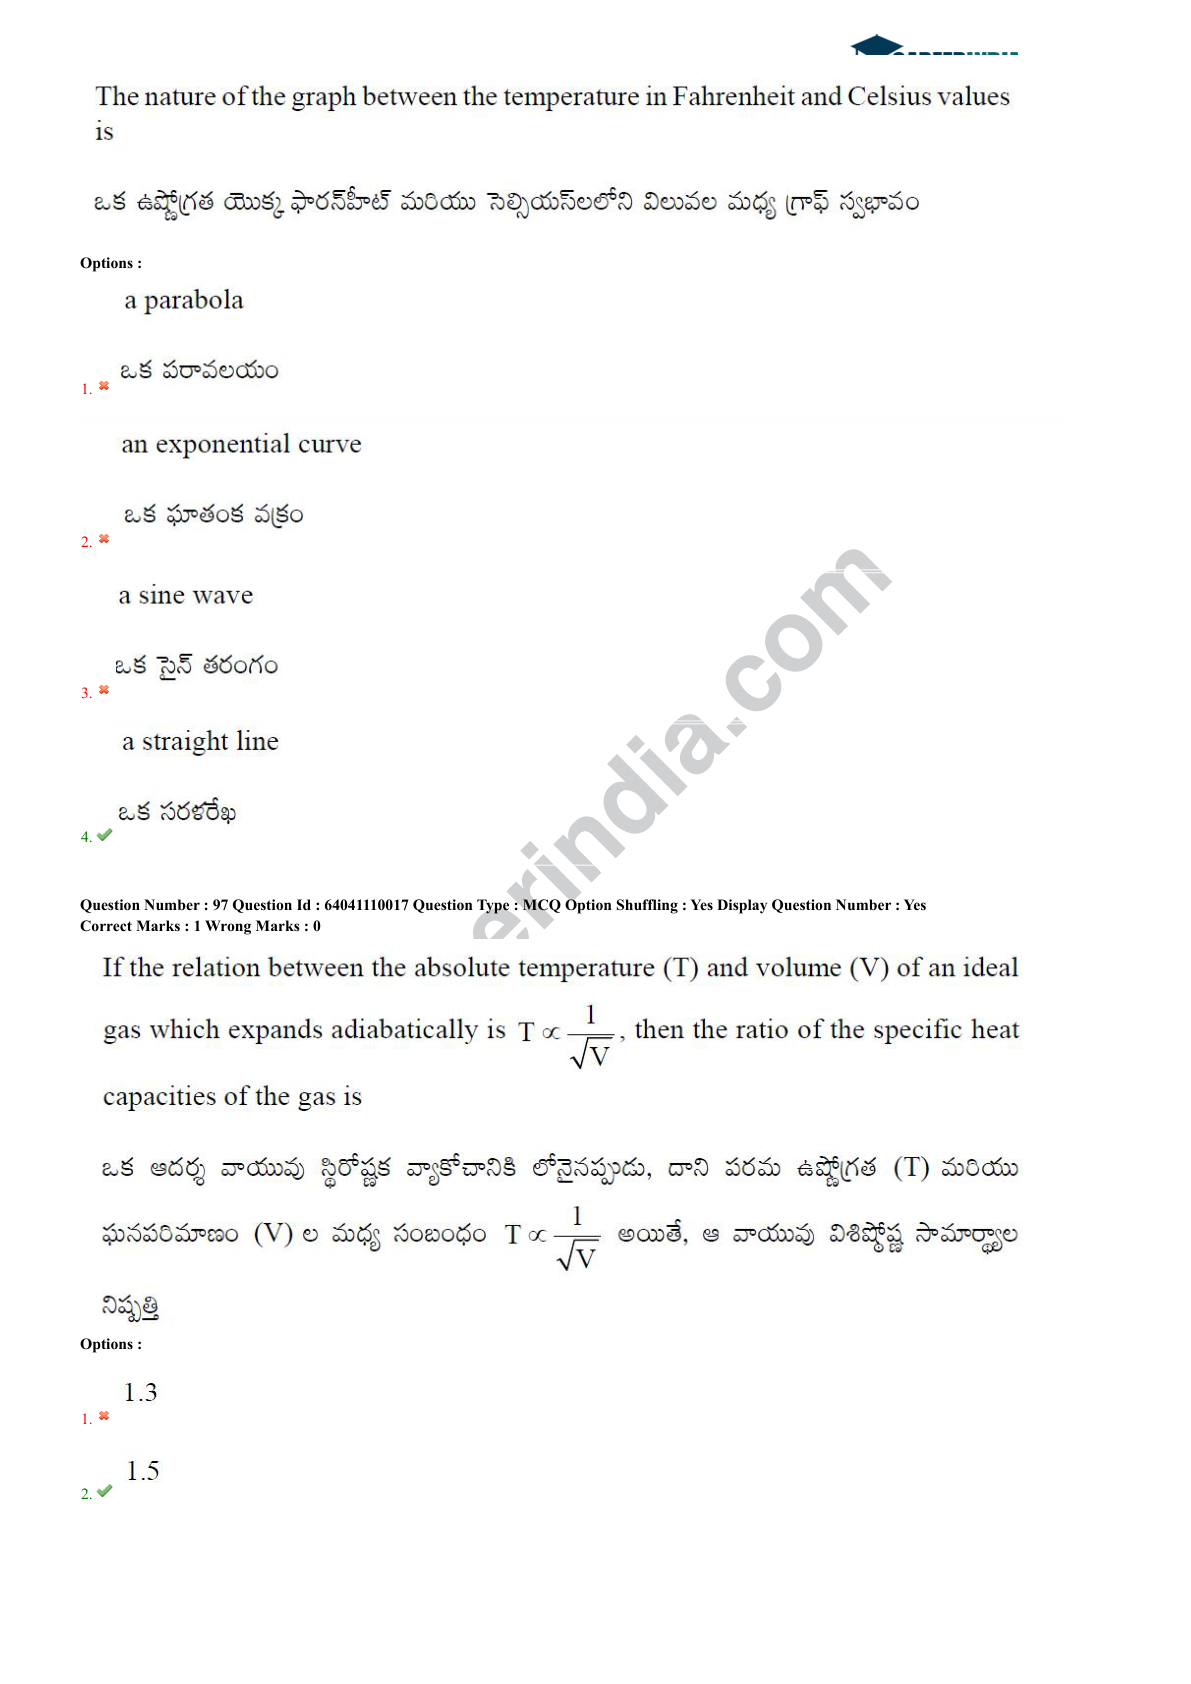 The nature of the graph between the temperature in Fahrenheit and Celsius values
is
ఒక ఉష్ణోగ్రత యొక్క ఫారన్‌హీట్ మరియు సెల్సియస్‌లలోని విలువల మధ్య గ్రాఫ్ స్వభావం
Options :
a parabola
ఒక పరావలయం
1.
an exponential curve
ఒక ఘాతంక వక్రం
2.
a sine wave
ఒక సైన్ తరంగం
3.
a straight line
ఒక సరళరేఖ
4.
Question Number : 97 Question Id : 64041110017 Question Type : MCQ Option Shuffling : Yes Display Question Number : Yes
Correct Marks : 1 Wrong Marks : 0
If the relation between the absolute temperature (T) and volume (V) of an ideal
gas which expands adiabatically is T ∝ 1/√V, then the ratio of the specific heat
capacities of the gas is
ఒక ఆదర్శ వాయువు స్థిరోష్ణక వ్యాకోచానికి లోనైనప్పుడు, దాని పరమ ఉష్ణోగ్రత (T) మరియు
ఘనపరిమాణం (V) ల మధ్య సంబంధం T ∝ 1/√V అయితే, ఆ వాయువు విశిష్ఠోష్ణ సామార్థ్యాల
నిష్పత్తి
Options :
1.3
1.
1.5
2.
erindia.com